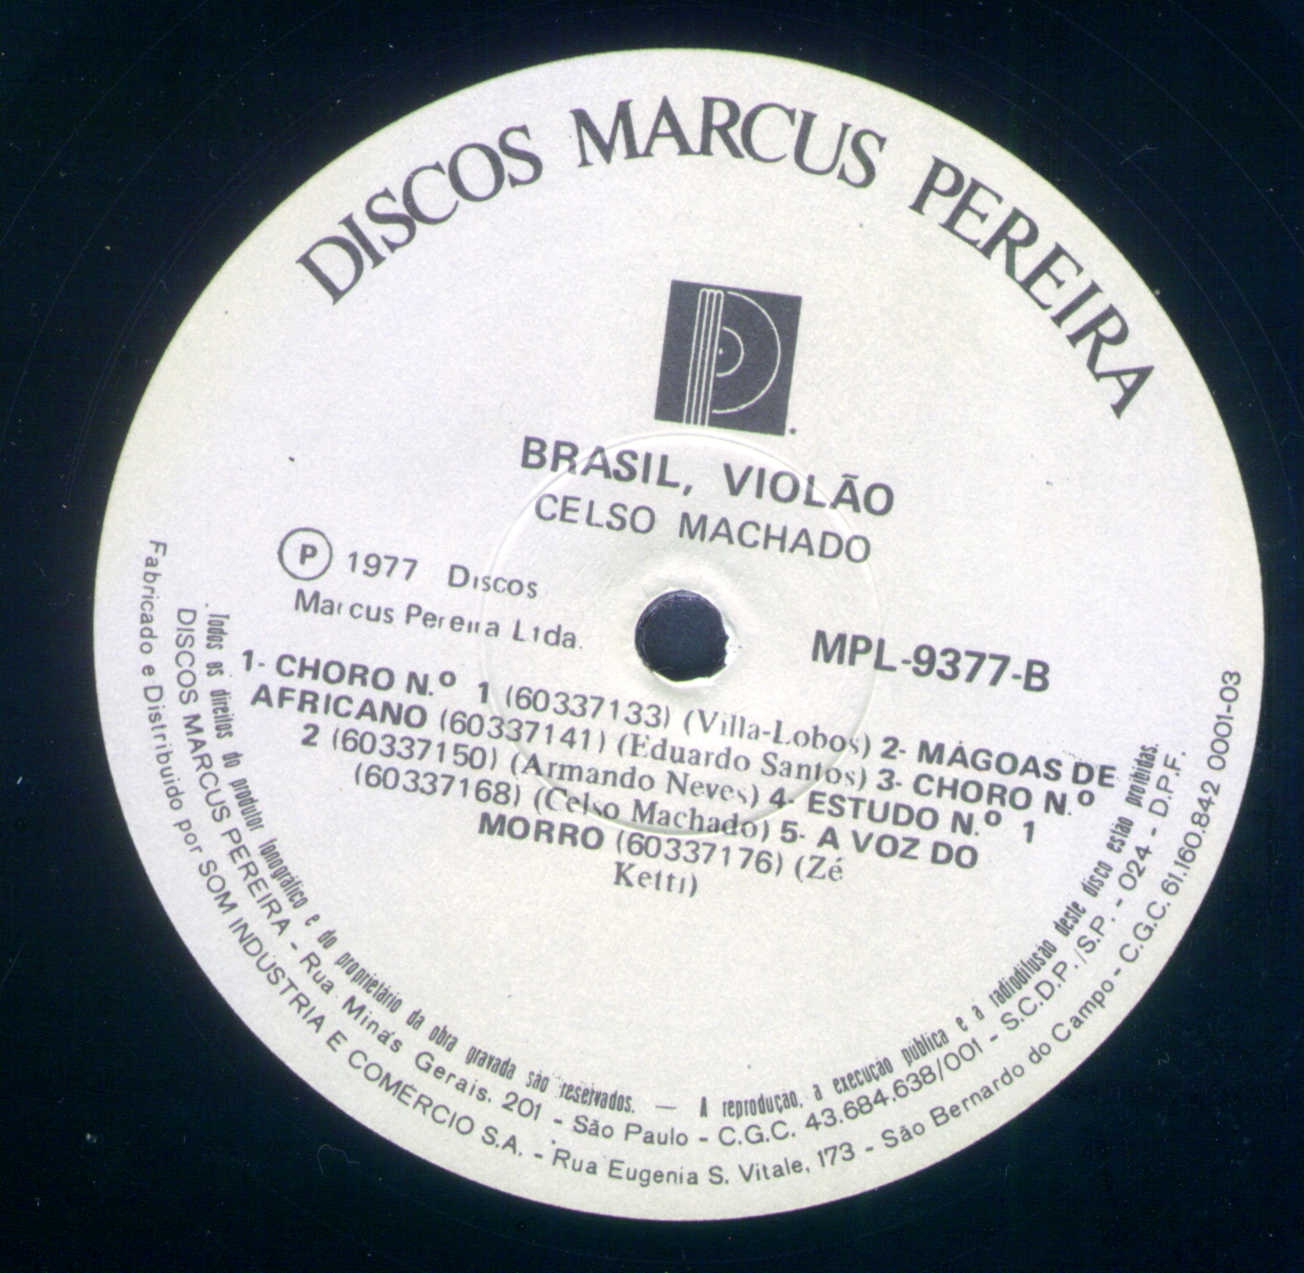 DISCOS MARCUS PEREIRA
BRASIL, VIOLÃO
CELSO MACHADO
Ⓟ 1977 Discos
Marcus Pereira Ltda.
MPL-9377-B
1- CHORO N.º 1 (60337133) (Villa-Lobos) 2- MÁGOAS DE
AFRICANO (60337141) (Eduardo Santos) 3- CHORO N.º
2 (60337150) (Armando Neves) 4- ESTUDO N.º 1
(60337168) (Celso Machado) 5- A VOZ DO
MORRO (60337176) (Zé
Ketti)
Todos os direitos do produtor fonográfico e do proprietário da obra gravada são reservados. — A reprodução, a execução pública e a radiodifusão deste disco estão proibidas.
DISCOS MARCUS PEREIRA - Rua Minas Gerais, 201 - São Paulo - C.G.C. 43.684.638/001 - S.C.D.P./S.P. - 024 - D.P.F.
Fabricado e Distribuido por SOM INDÚSTRIA E COMÉRCIO S.A. - Rua Eugenia S. Vitale, 173 - São Bernardo do Campo - C.G.C. 61.160.842 0001-03